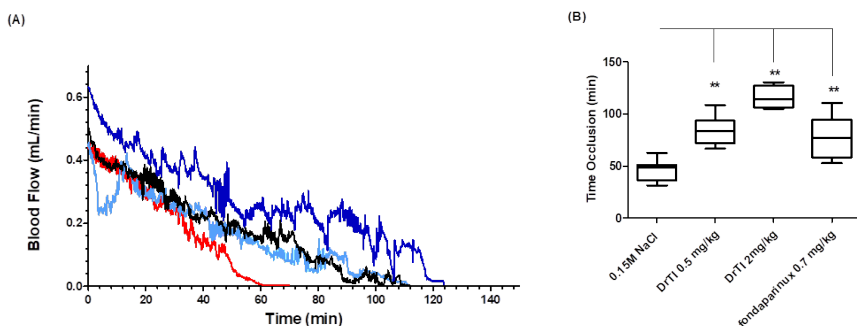 (A)
Blood Flow (mL/min)
0.6
0.4
0.2
0.0
0 20 40 60 80 100 120 140
Time (min)
(B)
Time Occlusion (min)
150
100
50
0
** ** **
0.15M NaCl
DrTI 0.5 mg/kg
DrTI 2mg/kg
fondaparinux 0.7 mg/kg